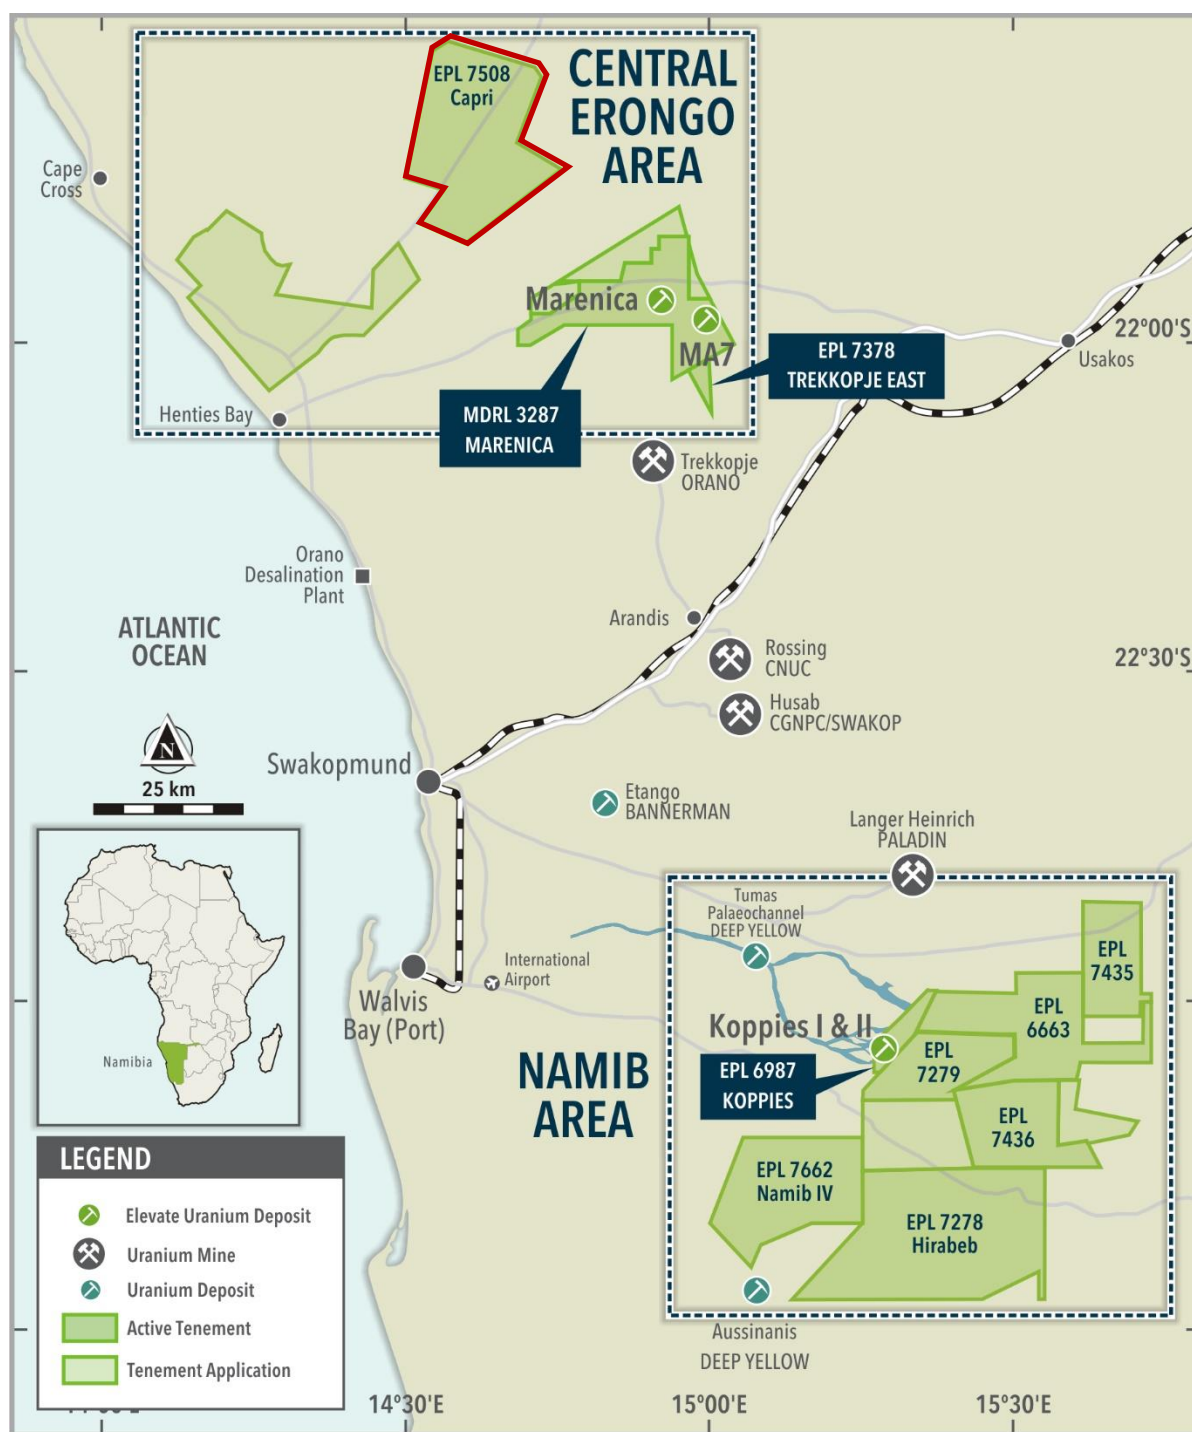 EPL 7508
Capri
CENTRAL
ERONGO
AREA
Cape
Cross
Marenica
MA7
22°00'S
EPL 7378
TREKKOPJE EAST
Usakos
Henties Bay
MDRL 3287
MARENICA
Trekkopje
ORANO
Orano
Desalination
Plant
Arandis
ATLANTIC
OCEAN
Rossing
CNUC
22°30'S
Husab
CGNPC/SWAKOP
N
25 km
Swakopmund
Etango
BANNERMAN
Langer Heinrich
PALADIN
Tumas
Palaeochannel
DEEP YELLOW
International
Airport
Walvis
Bay (Port)
Namibia
NAMIB
AREA
Koppies I & II
EPL 6987
KOPPIES
EPL
7435
EPL
6663
EPL
7279
EPL
7436
EPL 7662
Namib IV
EPL 7278
Hirabeb
Aussinanis
DEEP YELLOW
LEGEND
Elevate Uranium Deposit
Uranium Mine
Uranium Deposit
Active Tenement
Tenement Application
14°30'E
15°00'E
15°30'E